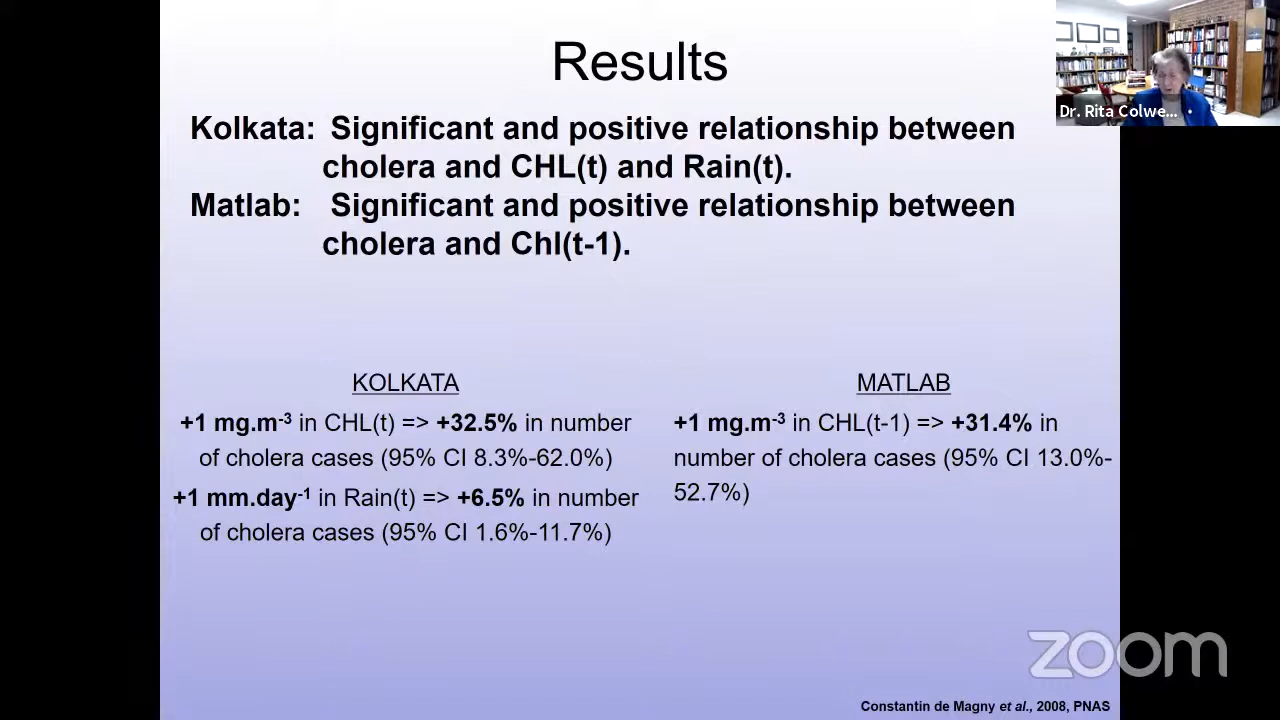 Results
Dr. Rita Colwe...
Kolkata: Significant and positive relationship between
cholera and CHL(t) and Rain(t).
Matlab: Significant and positive relationship between
cholera and Chl(t-1).
KOLKATA
+1 mg.m-3 in CHL(t) => +32.5% in number
of cholera cases (95% CI 8.3%-62.0%)
+1 mm.day-1 in Rain(t) => +6.5% in number
of cholera cases (95% CI 1.6%-11.7%)
MATLAB
+1 mg.m-3 in CHL(t-1) => +31.4% in
number of cholera cases (95% CI 13.0%-
52.7%)
zoom
Constantin de Magny et al., 2008, PNAS